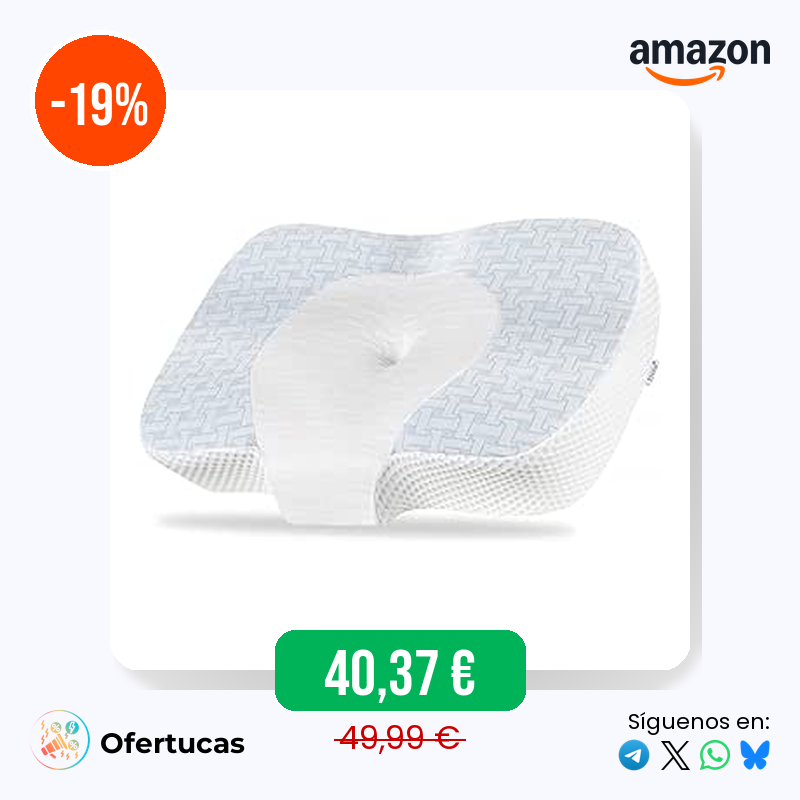 -19%
amazon
40,37 €
49,99 €
Ofertucas
Síguenos en: